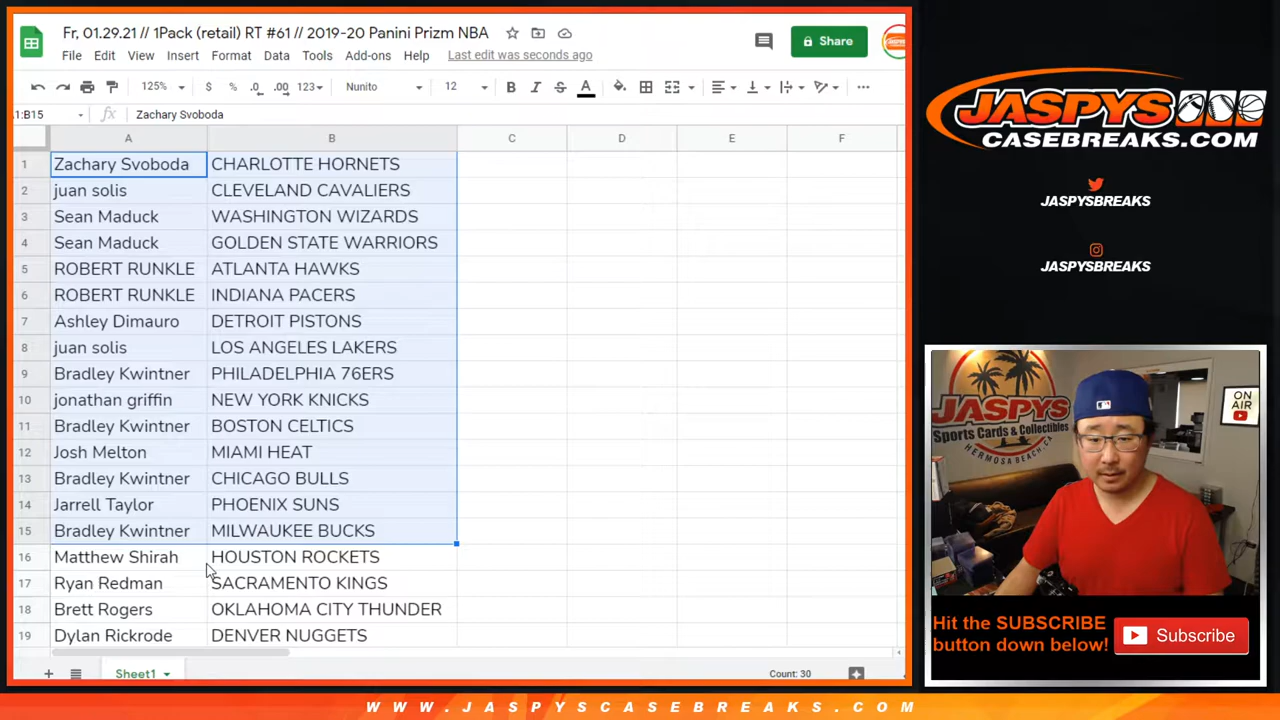 Fr, 01.29.21 // 1Pack (retail) RT #61 // 2019-20 Panini Prizm NBA
File Edit View Insert Format Data Tools Add-ons Help Last edit was seconds ago
Share
125% $ % .0 .00 123 Nunito 12 B I S A
:1:B15 fx Zachary Svoboda
A B C D E F
1 Zachary Svoboda CHARLOTTE HORNETS
2 juan solis CLEVELAND CAVALIERS
3 Sean Maduck WASHINGTON WIZARDS
4 Sean Maduck GOLDEN STATE WARRIORS
5 ROBERT RUNKLE ATLANTA HAWKS
6 ROBERT RUNKLE INDIANA PACERS
7 Ashley Dimauro DETROIT PISTONS
8 juan solis LOS ANGELES LAKERS
9 Bradley Kwintner PHILADELPHIA 76ERS
10 jonathan griffin NEW YORK KNICKS
11 Bradley Kwintner BOSTON CELTICS
12 Josh Melton MIAMI HEAT
13 Bradley Kwintner CHICAGO BULLS
14 Jarrell Taylor PHOENIX SUNS
15 Bradley Kwintner MILWAUKEE BUCKS
16 Matthew Shirah HOUSTON ROCKETS
17 Ryan Redman SACRAMENTO KINGS
18 Brett Rogers OKLAHOMA CITY THUNDER
19 Dylan Rickrode DENVER NUGGETS
Sheet1 Count: 30
JASPYS
CASEBREAKS.COM
JASPYSBREAKS
JASPYSBREAKS
JASPYS
Sports Cards & Collectibles
HERMOSA BEACH
ON
AIR
Hit the SUBSCRIBE
button down below!
Subscribe
WWW.JASPYSCASEBREAKS.COM